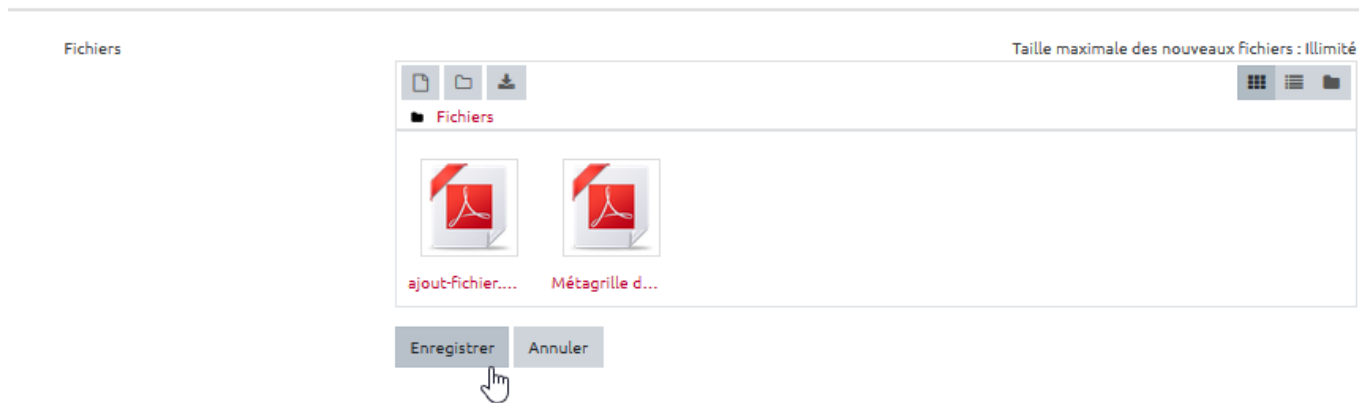 Fichiers
Taille maximale des nouveaux fichiers : Illimité
Fichiers
ajout-fichier....
Métagrille d...
Enregistrer
Annuler